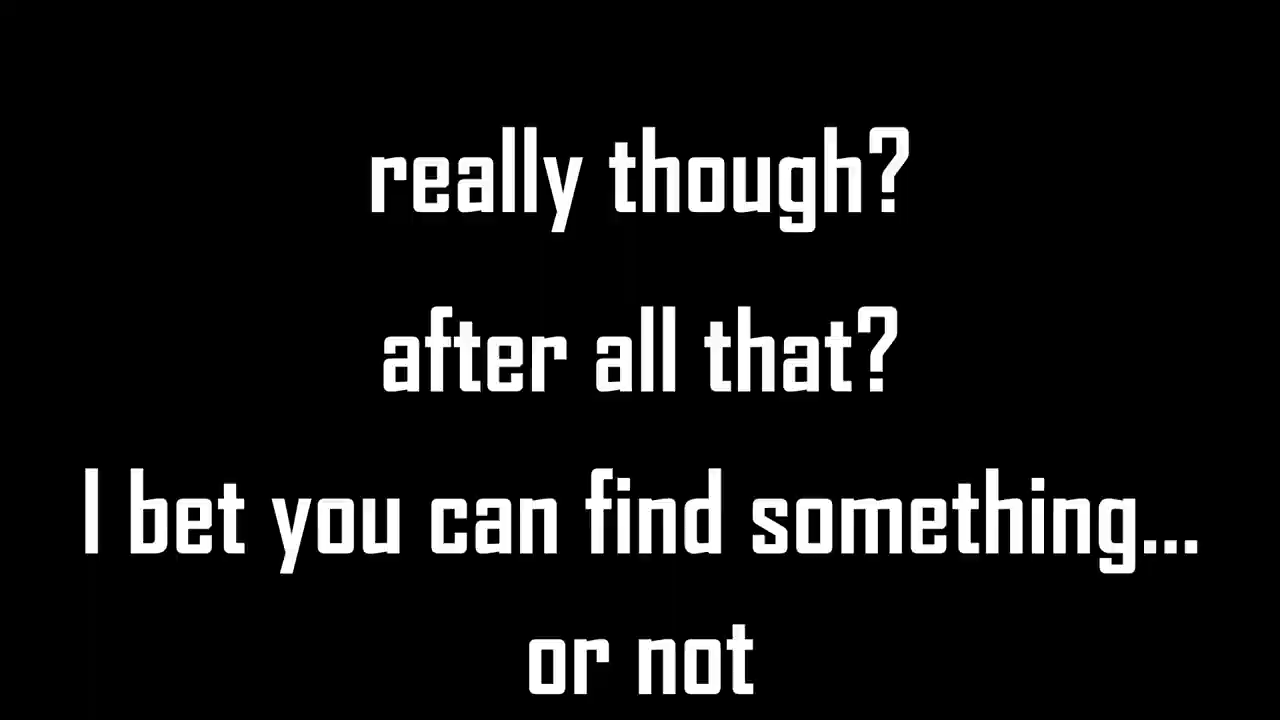 really though?
after all that?
I bet you can find something...
or not